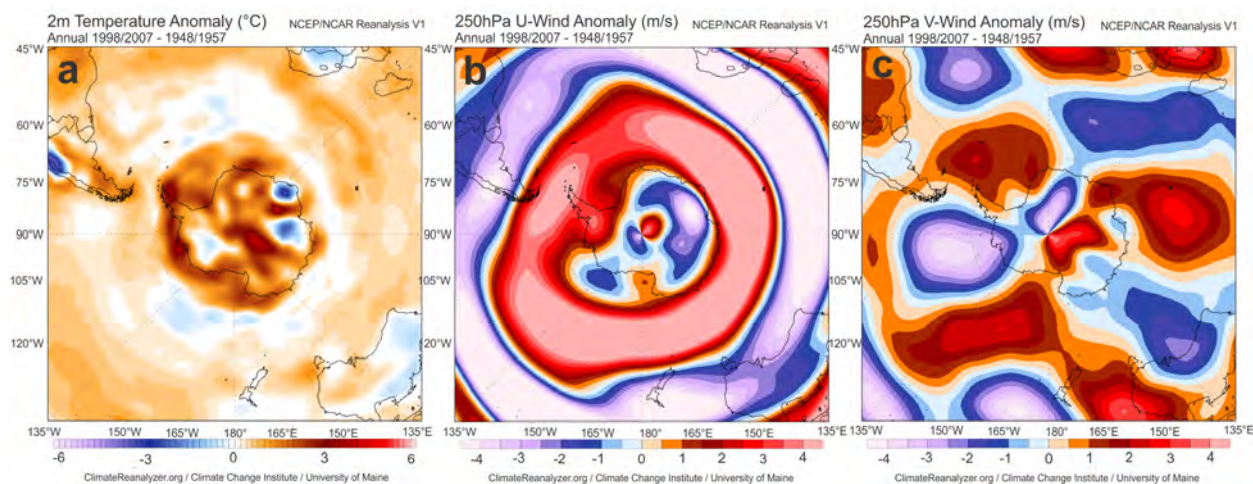 2m Temperature Anomaly (°C) NCEP/NCAR Reanalysis V1
Annual 1998/2007 - 1948/1957
a
45°W
60°W
75°W
90°W
105°W
120°W
135°W 150°W 165°W 180° 165°E 150°E 135°E
-6 -3 0 3 6
ClimateReanalyzer.org / Climate Change Institute / University of Maine
250hPa U-Wind Anomaly (m/s) NCEP/NCAR Reanalysis V1
Annual 1998/2007 - 1948/1957
b
45°W
60°W
75°W
90°W
105°W
120°W
135°W 150°W 165°W 180° 165°E 150°E 135°E
-4 -3 -2 -1 0 1 2 3 4
ClimateReanalyzer.org / Climate Change Institute / University of Maine
250hPa V-Wind Anomaly (m/s) NCEP/NCAR Reanalysis V1
Annual 1998/2007 - 1948/1957
c
45°W
60°W
75°W
90°W
105°W
120°W
135°W 150°W 165°W 180° 165°E 150°E 135°E
-4 -3 -2 -1 0 1 2 3 4
ClimateReanalyzer.org / Climate Change Institute / University of Maine